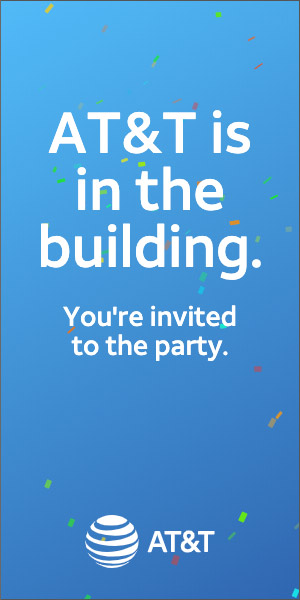 AT&T is
in the
building.
You're invited
to the party.
AT&T